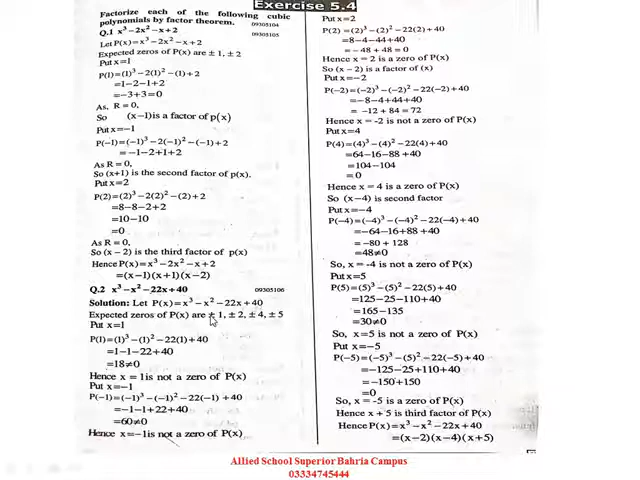 Exercise 5.4
Factorize each of the following cubic
polynomials by factor theorem. 09305104
Q.1 x³−2x²−x+2 09305105
Let P(x)=x³−2x²−x+2
Expected zeros of P(x) are ±1, ±2
Put x=1
P(1)=(1)³−2(1)²−(1)+2
=1−2−1+2
=−3+3=0
As, R=0,
So (x−1)is a factor of p(x)
Put x=−1
P(−1)=(−1)³−2(−1)²−(−1)+2
=−1−2+1+2
As R=0,
So (x+1) is the second factor of p(x).
Put x=2
P(2)=(2)³−2(2)²−(2)+2
=8−8−2+2
=10−10
=0
As R=0,
So (x−2) is the third factor of p(x)
Hence P(x)=x³−2x²−x+2
=(x−1)(x+1)(x−2)
Q.2 x³−x²−22x+40 09305106
Solution: Let P(x)=x³−x²−22x+40
Expected zeros of P(x) are ±1, ±2, ±4, ±5
Put x=1
P(1)=(1)³−(1)²−22(1)+40
=1−1−22+40
=18≠0
Hence x=1is not a zero of P(x)
Put x=−1
P(−1)=(−1)³−(−1)²−22(−1)+40
=−1−1+22+40
=60≠0
Hence x=−1is not a zero of P(x)
Put x=2
P(2)=(2)³−(2)²−22(2)+40
=8−4−44+40
=−48+48=0
Hence x=2 is a zero of P(x)
So (x−2) is factor of (x)
Put x=−2
P(−2)=(−2)³−(−2)²−22(−2)+40
=−8−4+44+40
=−12+84=72
Hence x=-2 is not a zero of P(x)
Put x=4
P(4)=(4)³−(4)²−22(4)+40
=64−16−88+40
=104−104
=0
Hence x=4 is a zero of P(x)
So (x−4) is second factor
Put x=−4
P(−4)=(−4)³−(−4)²−22(−4)+40
=−64−16+88+40
=−80+128
=48≠0
So, x=-4 is not a zero of P(x)
Put x=5
P(5)=(5)³−(5)²−22(5)+40
=125−25−110+40
=165−135
=30≠0
So, x=5 is not a zero of P(x)
Put x=−5
P(−5)=(−5)³−(−5)²−22(−5)+40
=−125−25+110+40
=−150+150
=0
So, x=-5 is a zero of P(x)
Hence x+5 is third factor of P(x)
Hence P(x)=x³−x²−22x+40
=(x−2)(x−4)(x+5)
Allied School Superior Bahria Campus
03334745444